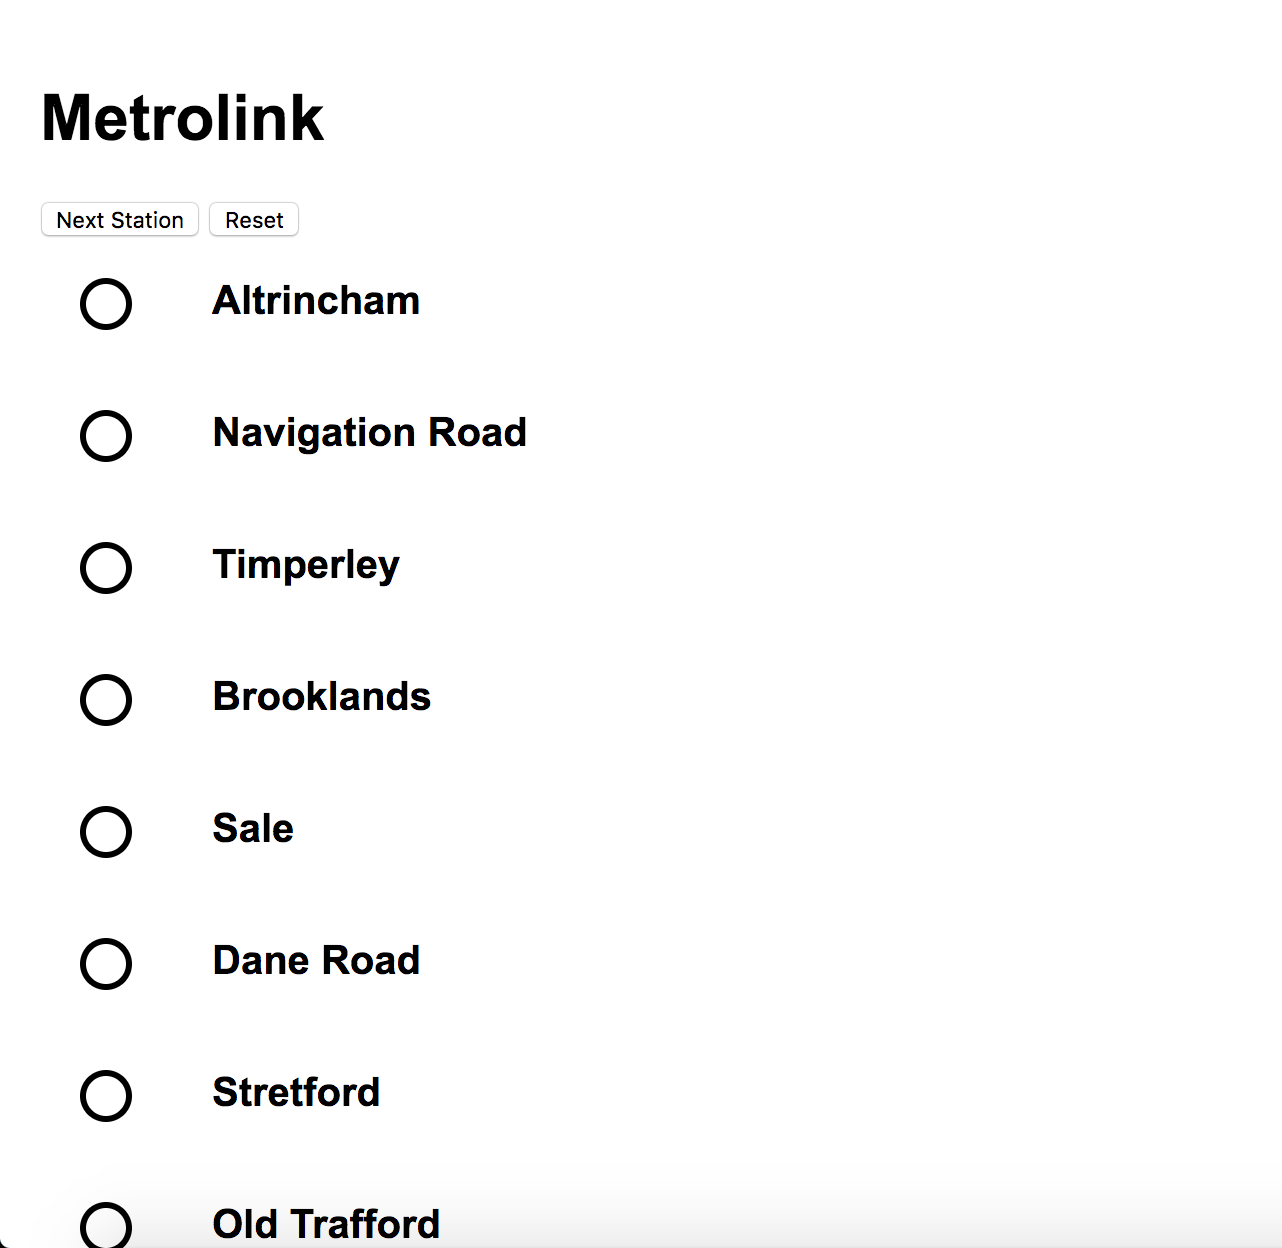 Metrolink
Next Station Reset
Altrincham
Navigation Road
Timperley
Brooklands
Sale
Dane Road
Stretford
Old Trafford